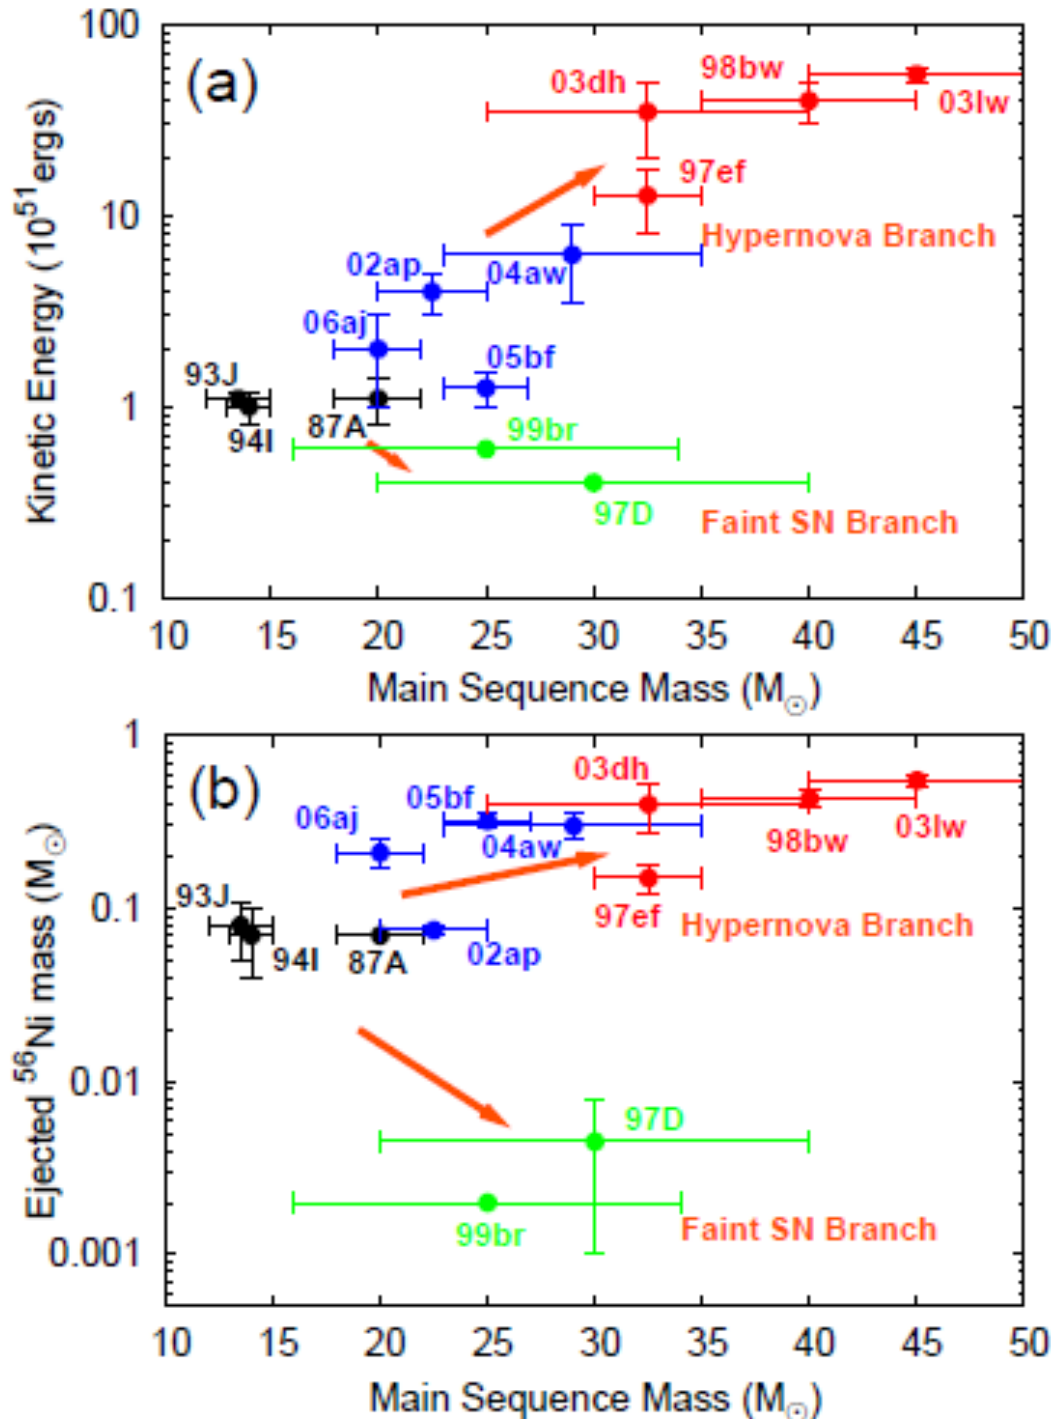 100
(a)
98bw
03dh
03lw
97ef
10
Hypernova Branch
02ap
04aw
06aj
05bf
93J
1
87A
99br
94I
97D
Faint SN Branch
0.1
Kinetic Energy (10⁵¹ergs)
10 15 20 25 30 35 40 45 50
Main Sequence Mass (M☉)
1
(b)
03dh
05bf
06aj
04aw
03lw
98bw
93J
0.1
97ef
Hypernova Branch
94I
87A
02ap
0.01
97D
99br
Faint SN Branch
0.001
Ejected ⁵⁶Ni mass (M☉)
10 15 20 25 30 35 40 45 50
Main Sequence Mass (M☉)